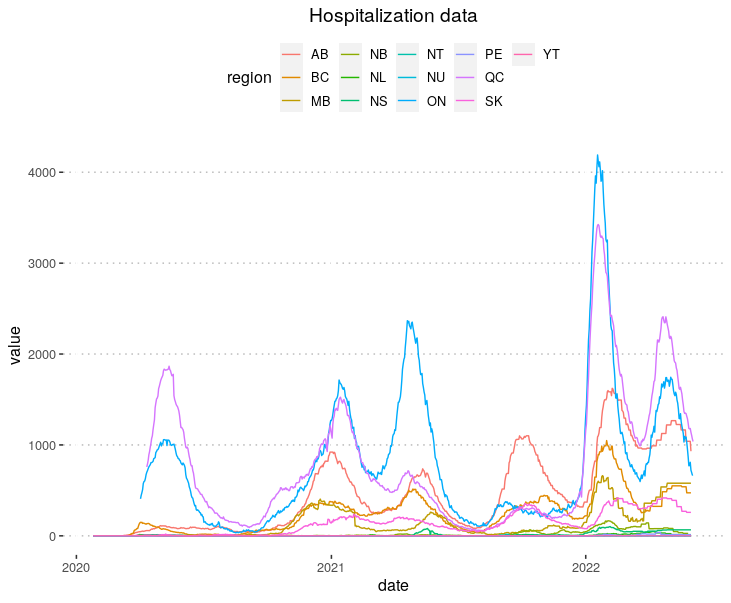 Hospitalization data
region
AB NB NT PE YT
BC NL NU QC
MB NS ON SK
value
4000
3000
2000
1000
0
2020 2021 2022
date